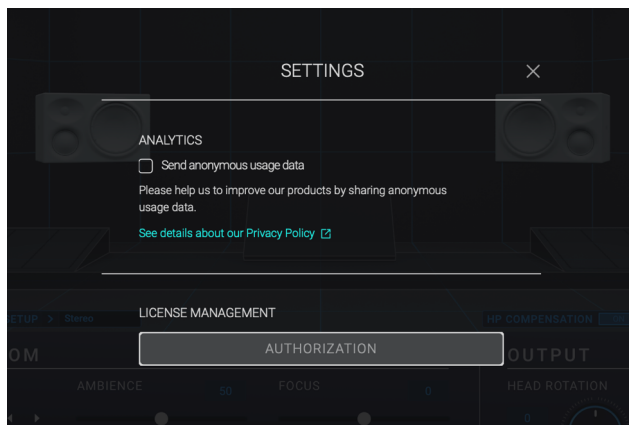 SETTINGS
ANALYTICS
Send anonymous usage data
Please help us to improve our products by sharing anonymous
usage data.
See details about our Privacy Policy
LICENSE MANAGEMENT
SETUP > Stereo
HP COMPENSATION
AUTHORIZATION
OM
OUTPUT
AMBIENCE 50 FOCUS 0 HEAD ROTATION
0